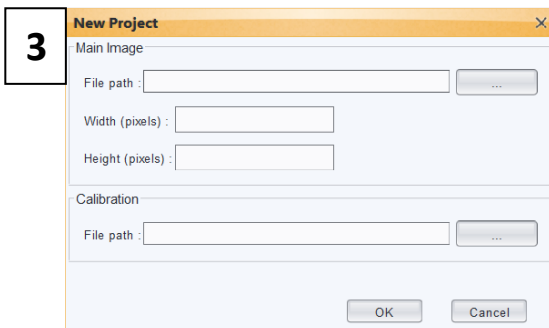 3
New Project
Main Image
File path :
...
Width (pixels) :
Height (pixels) :
Calibration
File path :
...
OK
Cancel